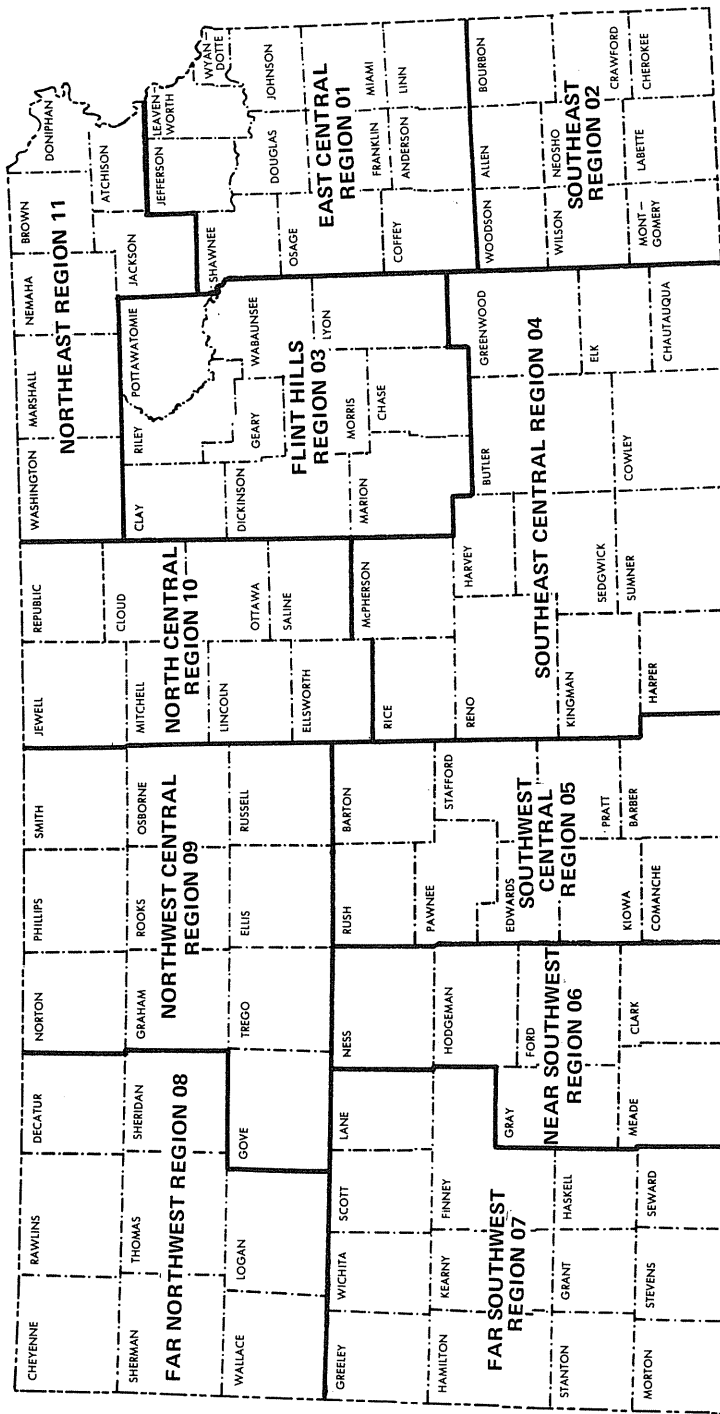 CHEYENNE
RAWLINS
DECATUR
NORTON
PHILLIPS
SMITH
JEWELL
REPUBLIC
WASHINGTON
MARSHALL
NEMAHA
BROWN
DONIPHAN
SHERMAN
THOMAS
SHERIDAN
GRAHAM
ROOKS
OSBORNE
MITCHELL
CLOUD
CLAY
RILEY
POTTAWATOMIE
JACKSON
ATCHISON
JEFFERSON
LEAVEN-
WORTH
WYAN-
DOTTE
FAR NORTHWEST REGION 08
NORTHWEST CENTRAL
REGION 09
NORTH CENTRAL
REGION 10
NORTHEAST REGION 11
WALLACE
LOGAN
GOVE
TREGO
ELLIS
RUSSELL
LINCOLN
OTTAWA
SALINE
ELLSWORTH
DICKINSON
GEARY
WABAUNSEE
SHAWNEE
DOUGLAS
JOHNSON
FLINT HILLS
REGION 03
MORRIS
LYON
OSAGE
FRANKLIN
MIAMI
EAST CENTRAL
REGION 01
GREELEY
WICHITA
SCOTT
LANE
NESS
RUSH
BARTON
RICE
McPHERSON
MARION
CHASE
COFFEY
ANDERSON
LINN
HAMILTON
KEARNY
FINNEY
HODGEMAN
PAWNEE
STAFFORD
RENO
HARVEY
BUTLER
GREENWOOD
WOODSON
ALLEN
BOURBON
FAR SOUTHWEST
REGION 07
GRAY
FORD
EDWARDS
SOUTHWEST
CENTRAL
REGION 05
PRATT
KINGMAN
SEDGWICK
SOUTHEAST CENTRAL REGION 04
ELK
WILSON
NEOSHO
CRAWFORD
SOUTHEAST
REGION 02
STANTON
GRANT
HASKELL
NEAR SOUTHWEST
REGION 06
KIOWA
MORTON
STEVENS
SEWARD
MEADE
CLARK
COMANCHE
BARBER
HARPER
SUMNER
COWLEY
CHAUTAUQUA
MONT-
GOMERY
LABETTE
CHEROKEE